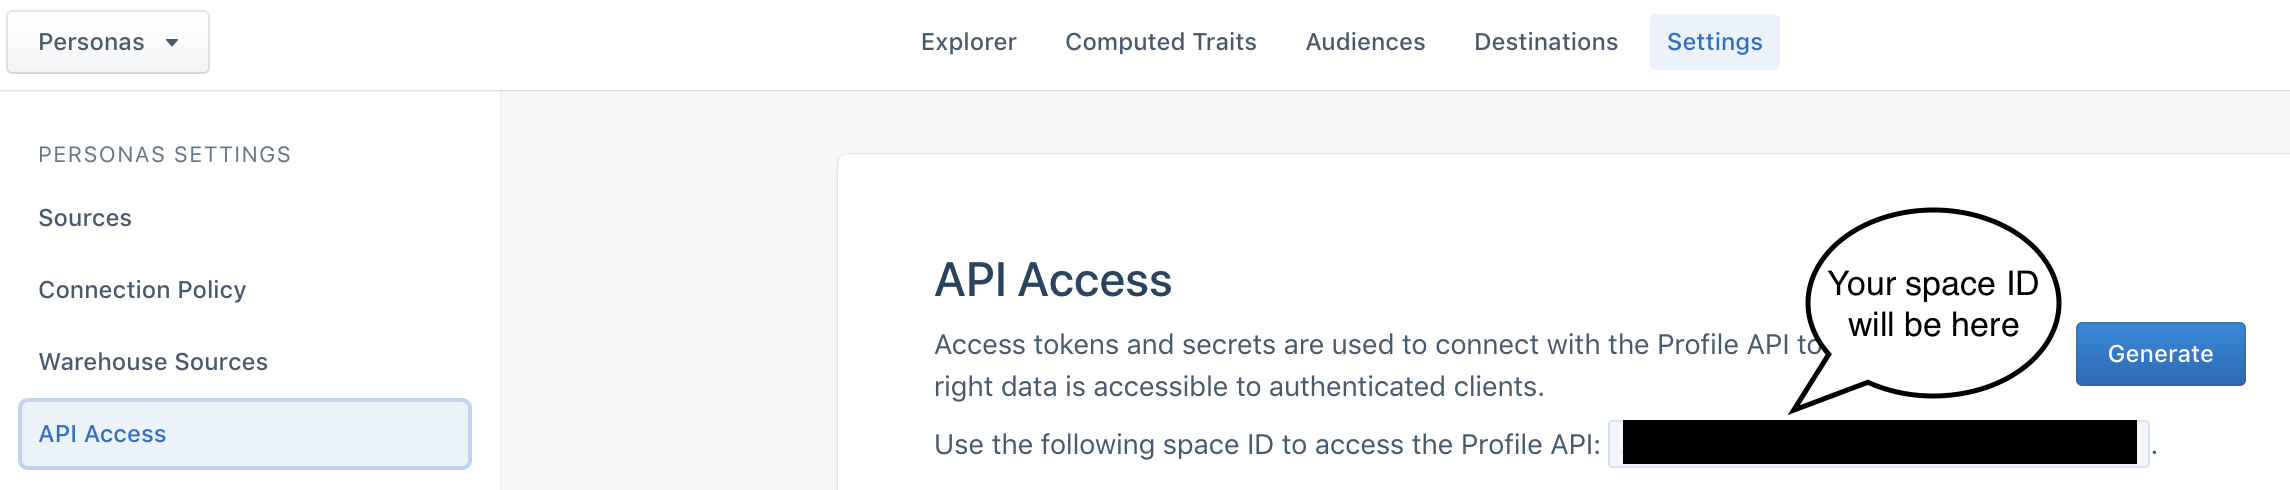 Personas
Explorer
Computed Traits
Audiences
Destinations
Settings
PERSONAS SETTINGS
Sources
Connection Policy
Warehouse Sources
API Access
API Access
Access tokens and secrets are used to connect with the Profile API to
right data is accessible to authenticated clients.
Use the following space ID to access the Profile API: .
Your space ID
will be here
Generate